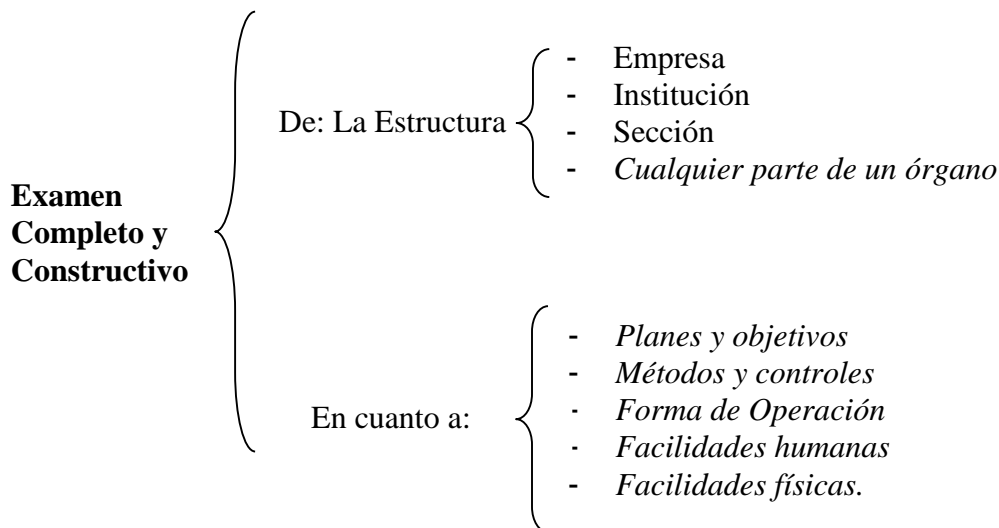 Examen
Completo y
Constructivo
De: La Estructura
- Empresa
- Institución
- Sección
- Cualquier parte de un órgano
En cuanto a:
- Planes y objetivos
- Métodos y controles
- Forma de Operación
- Facilidades humanas
- Facilidades físicas.